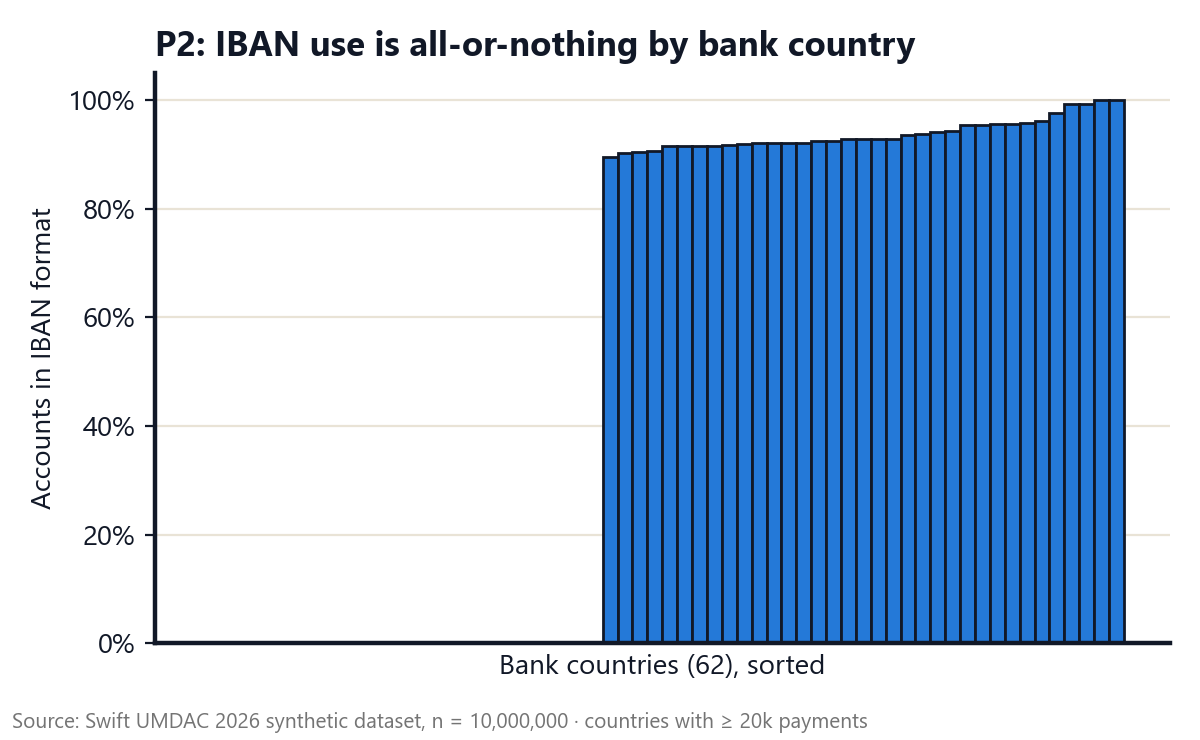 P2: IBAN use is all-or-nothing by bank country
100%
80%
60%
40%
20%
0%
Accounts in IBAN format
Bank countries (62), sorted
Source: Swift UMDAC 2026 synthetic dataset, n = 10,000,000 · countries with ≥ 20k payments